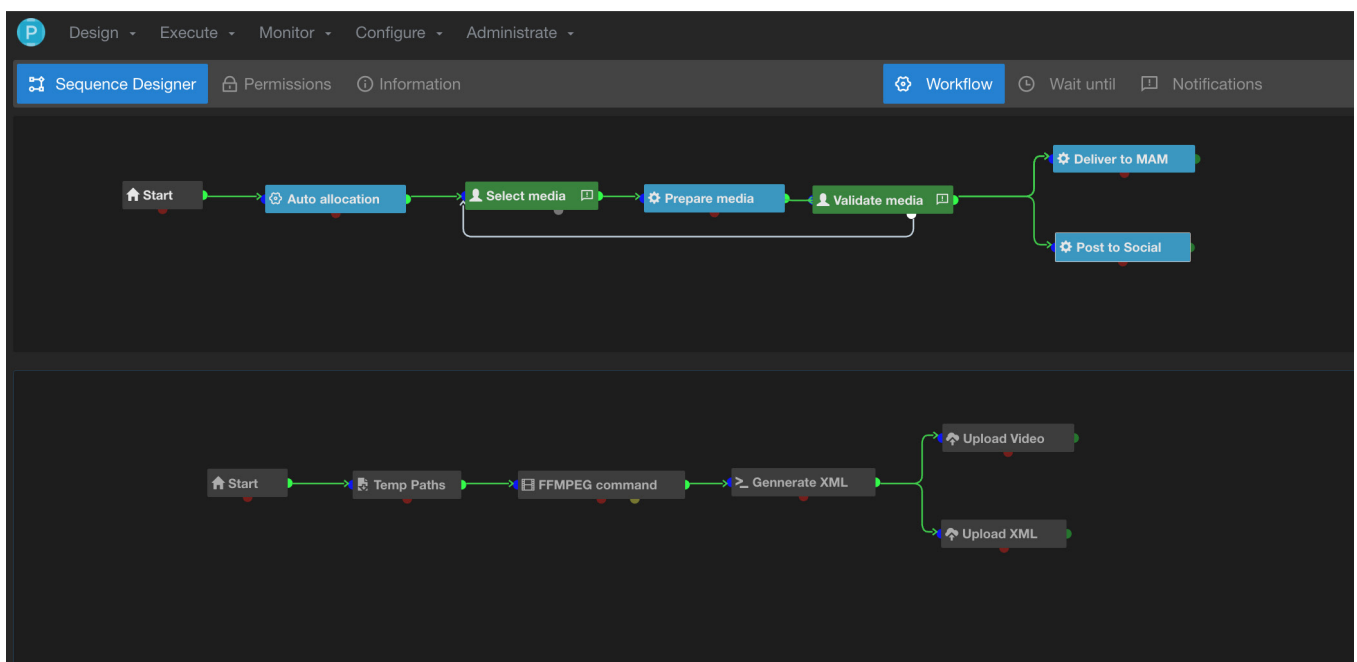 P Design Execute Monitor Configure Administrate
Sequence Designer Permissions Information Workflow Wait until Notifications
Deliver to MAM
Start Auto allocation Select media Prepare media Validate media
Post to Social
Upload Video
Start Temp Paths FFMPEG command >_ Gennerate XML
Upload XML